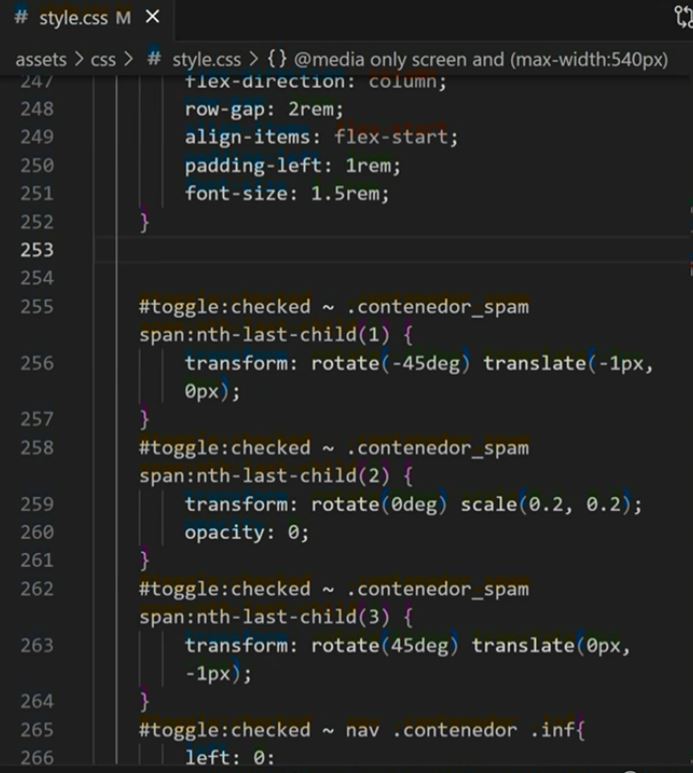 # style.css M ×
assets > css > # style.css > {} @media only screen and (max-width:540px)
247 flex-direction: column;
248 row-gap: 2rem;
249 align-items: flex-start;
250 padding-left: 1rem;
251 font-size: 1.5rem;
252 }
253
254
255 #toggle:checked ~ .contenedor_spam
span:nth-last-child(1) {
256 transform: rotate(-45deg) translate(-1px,
0px);
257 }
258 #toggle:checked ~ .contenedor_spam
span:nth-last-child(2) {
259 transform: rotate(0deg) scale(0.2, 0.2);
260 opacity: 0;
261 }
262 #toggle:checked ~ .contenedor_spam
span:nth-last-child(3) {
263 transform: rotate(45deg) translate(0px,
-1px);
264 }
265 #toggle:checked ~ nav .contenedor .inf{
266 left: 0;